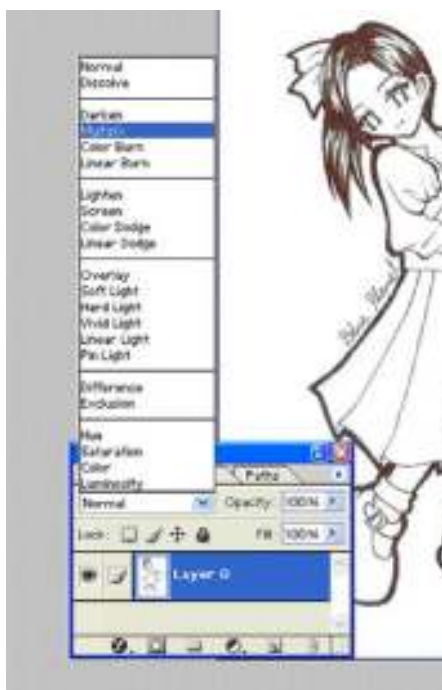 Normal
Dissolve
Darken
Multiply
Color Burn
Linear Burn
Lighten
Screen
Color Dodge
Linear Dodge
Overlay
Soft Light
Hard Light
Vivid Light
Linear Light
Pin Light
Difference
Exclusion
Hue
Saturation
Color
Luminosity
Paths
Normal Opacity: 100%
Lock: Fill: 100%
Layer 0